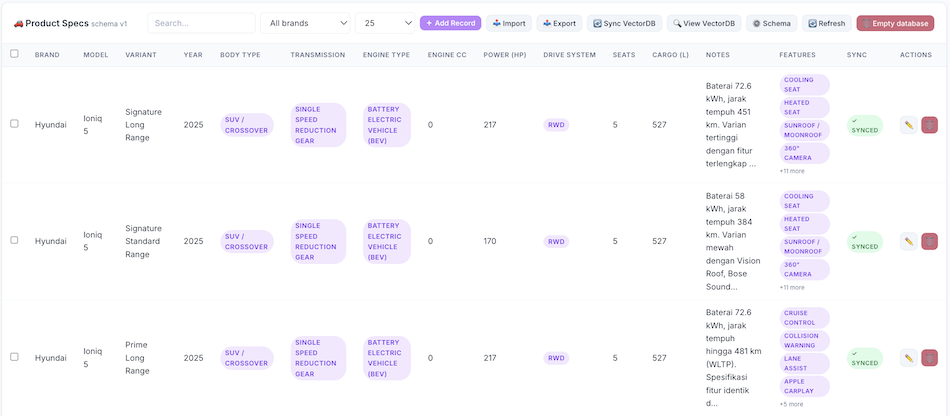 Product Specs schema v1
Search...
All brands
25
+ Add Record
Import
Export
Sync VectorDB
View VectorDB
Schema
Refresh
Empty database
BRAND MODEL VARIANT YEAR BODY TYPE TRANSMISSION ENGINE TYPE ENGINE CC POWER (HP) DRIVE SYSTEM SEATS CARGO (L) NOTES FEATURES SYNC ACTIONS
Hyundai
Ioniq
5
Signature
Long
Range
2025
SUV /
CROSSOVER
SINGLE
SPEED
REDUCTION
GEAR
BATTERY
ELECTRIC
VEHICLE
(BEV)
0
217
RWD
5
527
Baterai 72.6
kWh, jarak
tempuh 451
km. Varian
tertinggi
dengan fitur
terlengkap ...
COOLING
SEAT
HEATED
SEAT
SUNROOF /
MOONROOF
360°
CAMERA
+11 more
✓
SYNCED
Hyundai
Ioniq
5
Signature
Standard
Range
2025
SUV /
CROSSOVER
SINGLE
SPEED
REDUCTION
GEAR
BATTERY
ELECTRIC
VEHICLE
(BEV)
0
170
RWD
5
527
Baterai 58
kWh, jarak
tempuh 384
km. Varian
mewah
dengan Vision
Roof, Bose
Sound...
COOLING
SEAT
HEATED
SEAT
SUNROOF /
MOONROOF
360°
CAMERA
+11 more
✓
SYNCED
Hyundai
Ioniq
5
Prime
Long
Range
2025
SUV /
CROSSOVER
SINGLE
SPEED
REDUCTION
GEAR
BATTERY
ELECTRIC
VEHICLE
(BEV)
0
217
RWD
5
527
Baterai 72.6
kWh, jarak
tempuh
hingga 481 km
(WLTP).
Spesifikasi
fitur identik
d...
CRUISE
CONTROL
COLLISION
WARNING
LANE
ASSIST
APPLE
CARPLAY
+5 more
✓
SYNCED